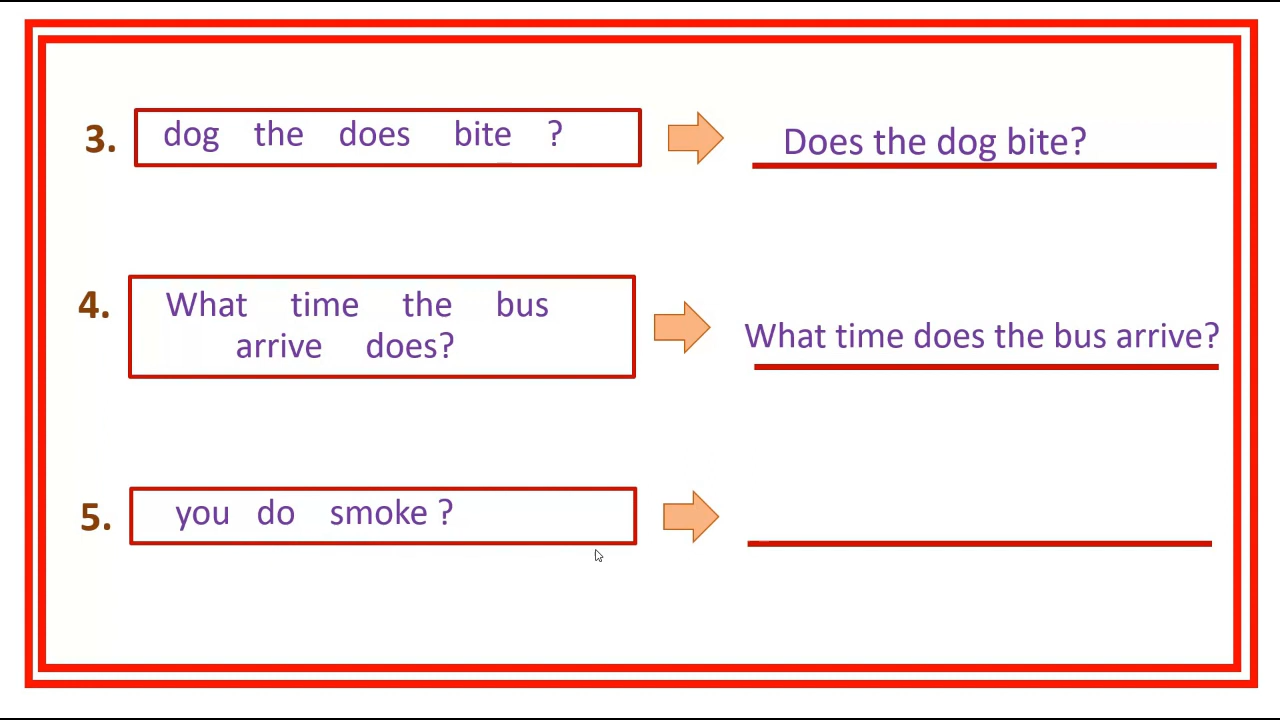 3. dog the does bite ?
Does the dog bite?
4. What time the bus
arrive does?
What time does the bus arrive?
5. you do smoke ?